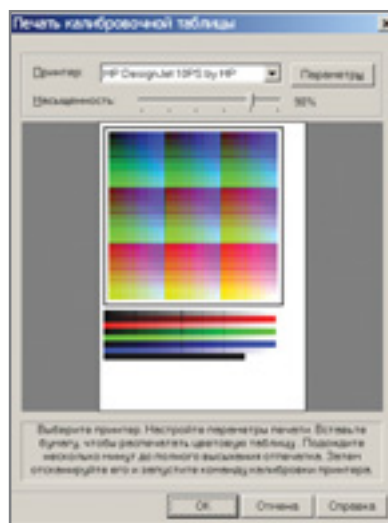 Печать калибровочной таблицы
Принтер: HP DesignJet 10PS by HP Параметры
Насыщенность: 90%
Выберите принтер. Настройте параметры печати. Вставьте
бумагу, чтобы распечатать цветовую таблицу. Подождите
несколько минут до полного высыхания отпечатка. Затем
отсканируйте его и запустите команду калибровки принтера.
OK Отмена Справка